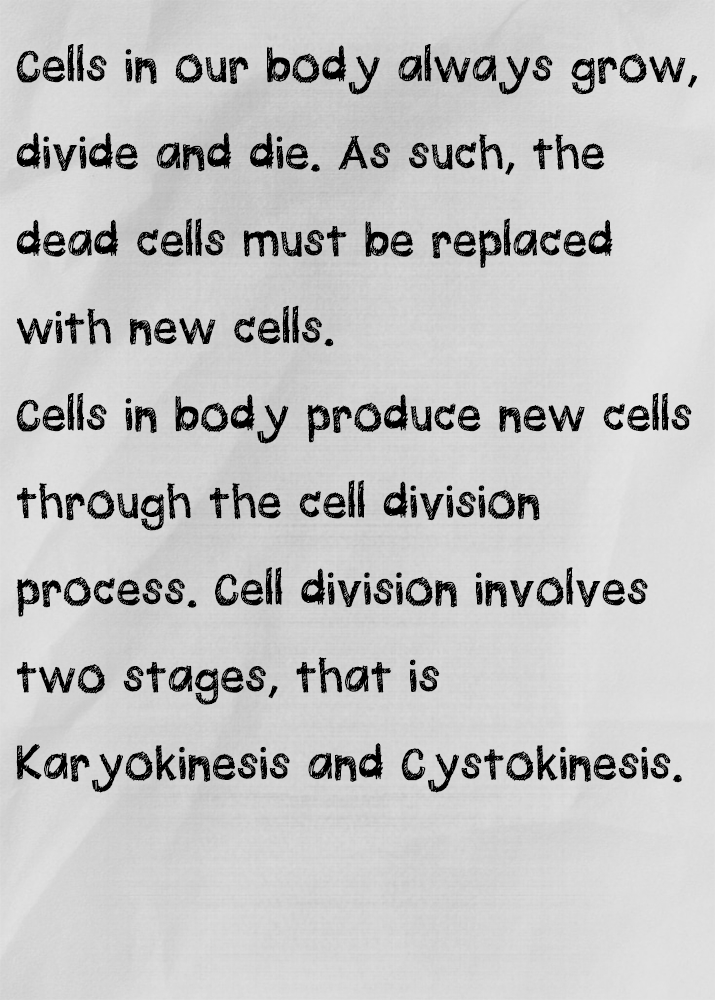 Cells in our body always grow,
divide and die. As such, the
dead cells must be replaced
with new cells.
Cells in body produce new cells
through the cell division
process. Cell division involves
two stages, that is
Karyokinesis and Cystokinesis.